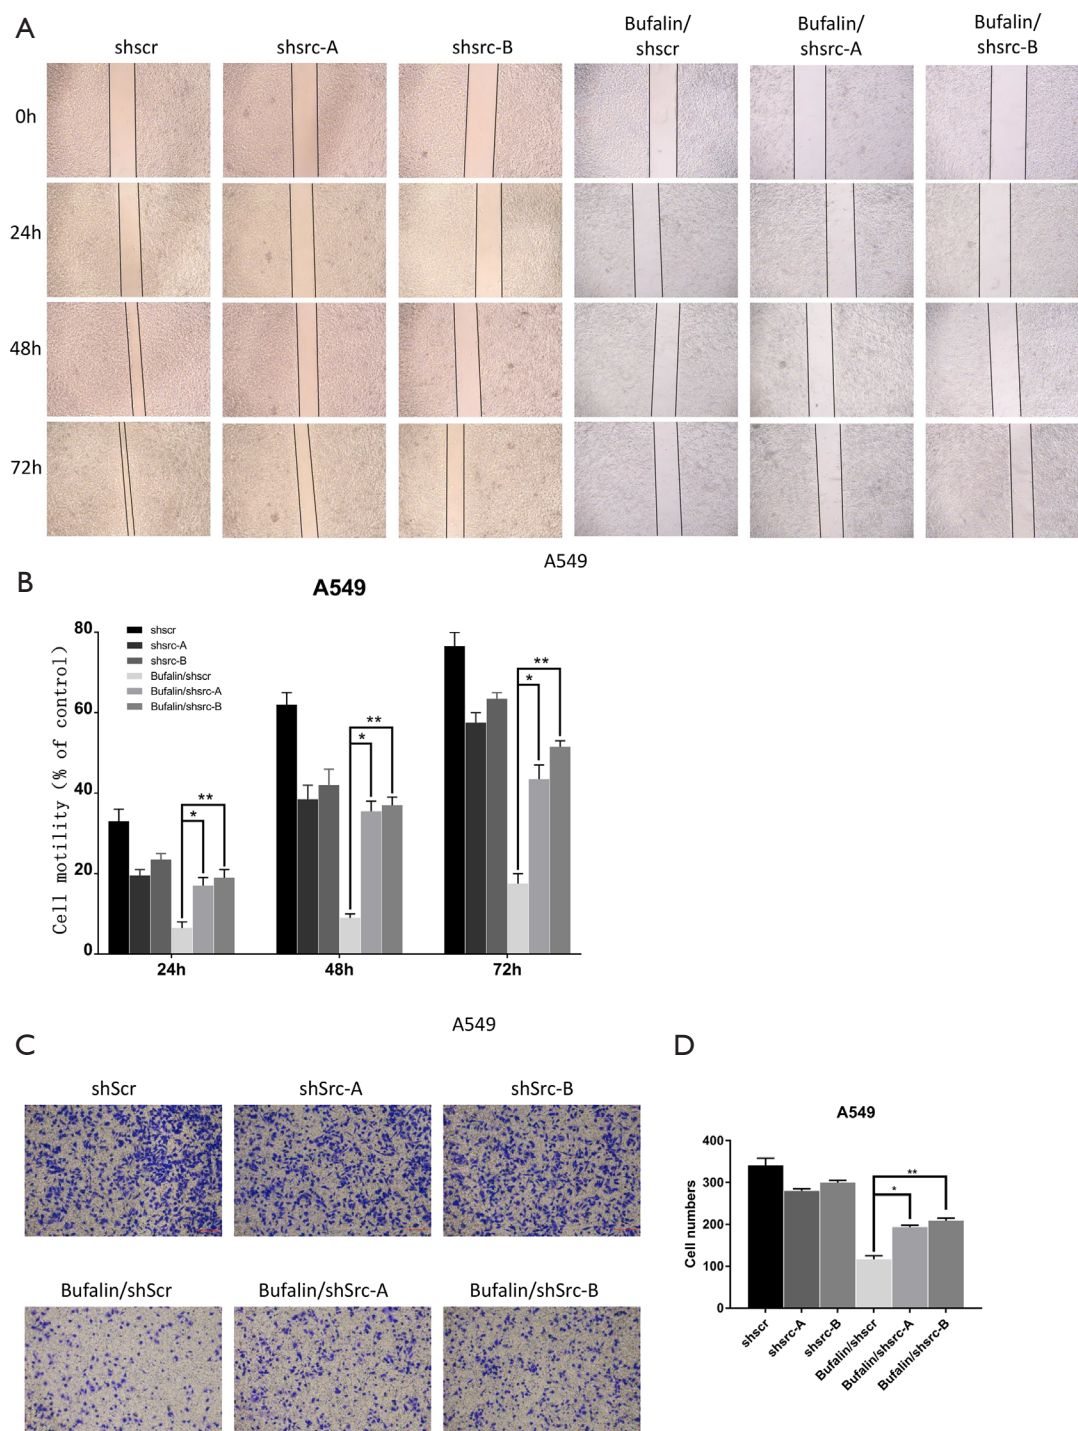 A
shscr
shsrc-A
shsrc-B
Bufalin/
shscr
Bufalin/
shsrc-A
Bufalin/
shsrc-B
0h
24h
48h
72h
A549
B
A549
Cell motility (% of control)
80
60
40
20
0
shscr
shsrc-A
shsrc-B
Bufalin/shscr
Bufalin/shsrc-A
Bufalin/shsrc-B
*
**
*
**
*
**
24h
48h
72h
A549
C
shScr
shSrc-A
shSrc-B
Bufalin/shScr
Bufalin/shSrc-A
Bufalin/shSrc-B
D
A549
Cell numbers
400
300
200
100
0
*
**
shscr
shsrc-A
shsrc-B
Bufalin/shscr
Bufalin/shsrc-A
Bufalin/shsrc-B